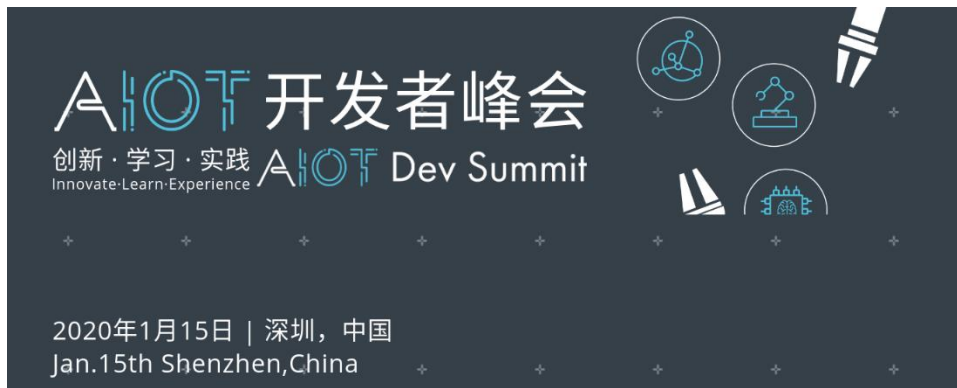 AIOT 开发者峰会
创新·学习·实践
Innovate·Learn·Experience
AIOT Dev Summit
2020年1月15日 | 深圳，中国
Jan.15th Shenzhen,China